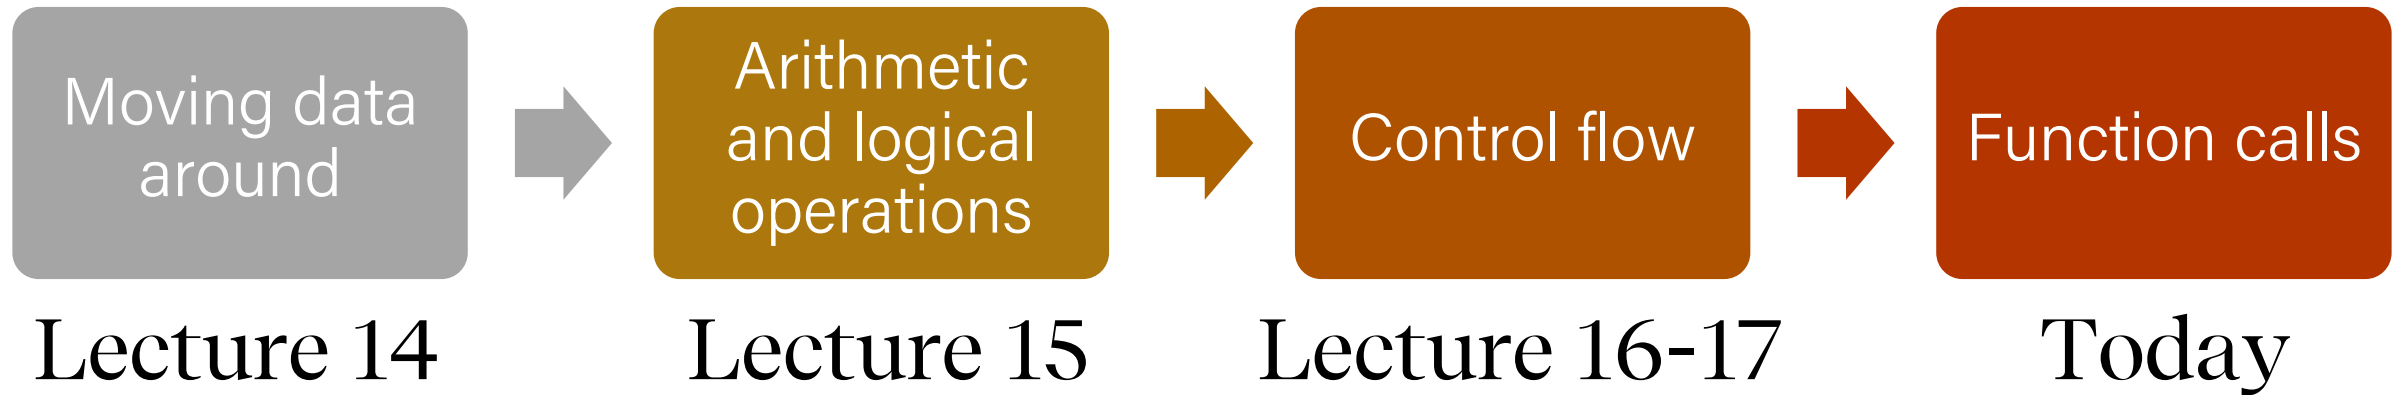 Moving data
around
Arithmetic
and logical
operations
Control flow
Function calls
Lecture 14
Lecture 15
Lecture 16-17
Today